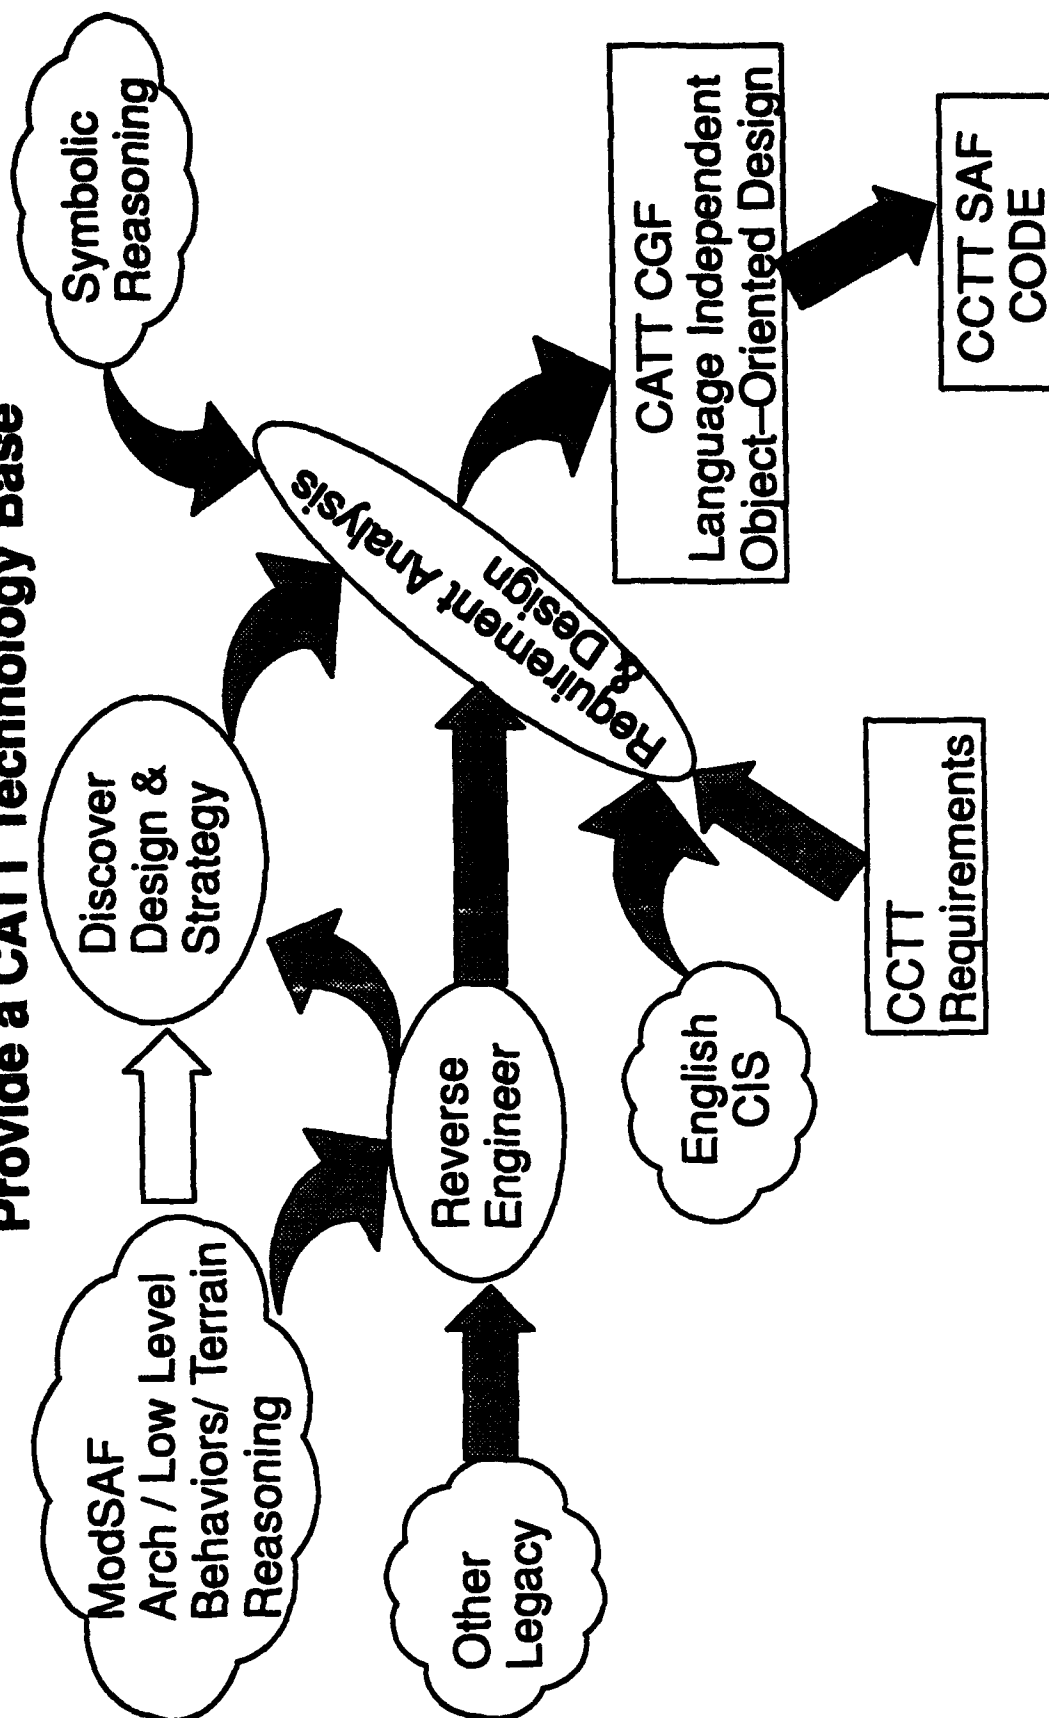 Provide a CATT Technology Base
ModSAF
Arch / Low Level
Behaviors/ Terrain
Reasoning
Discover
Design &
Strategy
Symbolic
Reasoning
Other
Legacy
Reverse
Engineer
Requirement Analysis
& Design
English
CIS
CATT CGF
Language Independent
Object–Oriented Design
CCTT
Requirements
CCTT SAF
CODE